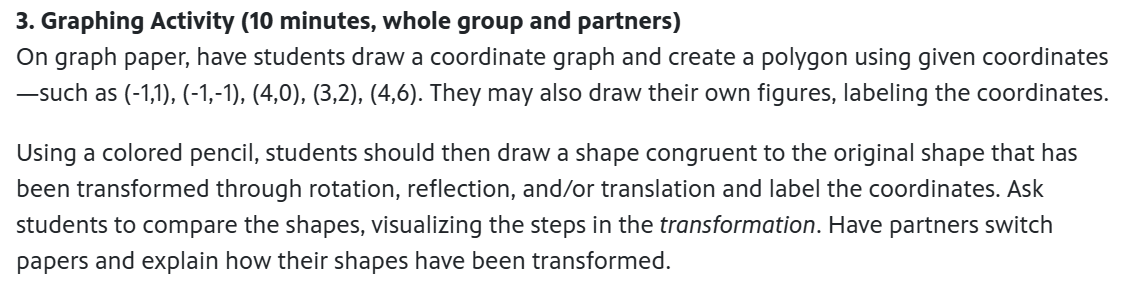 3. Graphing Activity (10 minutes, whole group and partners)
On graph paper, have students draw a coordinate graph and create a polygon using given coordinates
—such as (-1,1), (-1,-1), (4,0), (3,2), (4,6). They may also draw their own figures, labeling the coordinates.
Using a colored pencil, students should then draw a shape congruent to the original shape that has
been transformed through rotation, reflection, and/or translation and label the coordinates. Ask
students to compare the shapes, visualizing the steps in the transformation. Have partners switch
papers and explain how their shapes have been transformed.